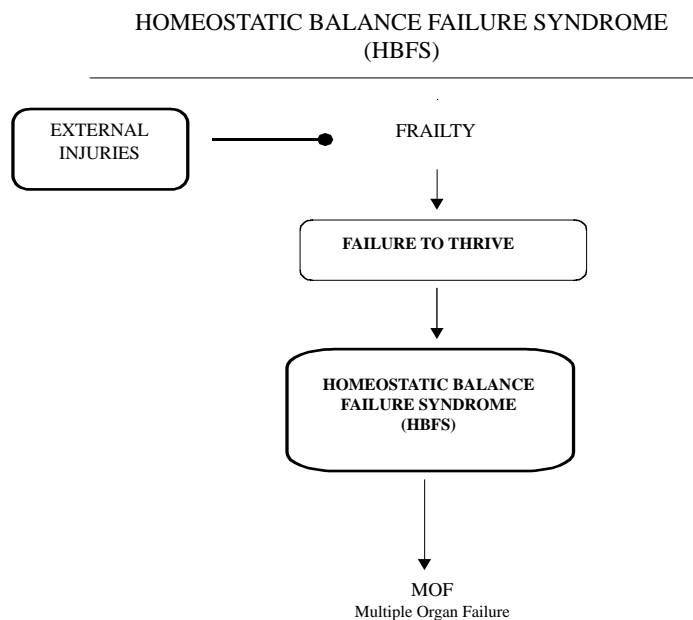 HOMEOSTATIC BALANCE FAILURE SYNDROME
(HBFS)
EXTERNAL
INJURIES
FRAILTY
FAILURE TO THRIVE
HOMEOSTATIC BALANCE
FAILURE SYNDROME
(HBFS)
MOF
Multiple Organ Failure